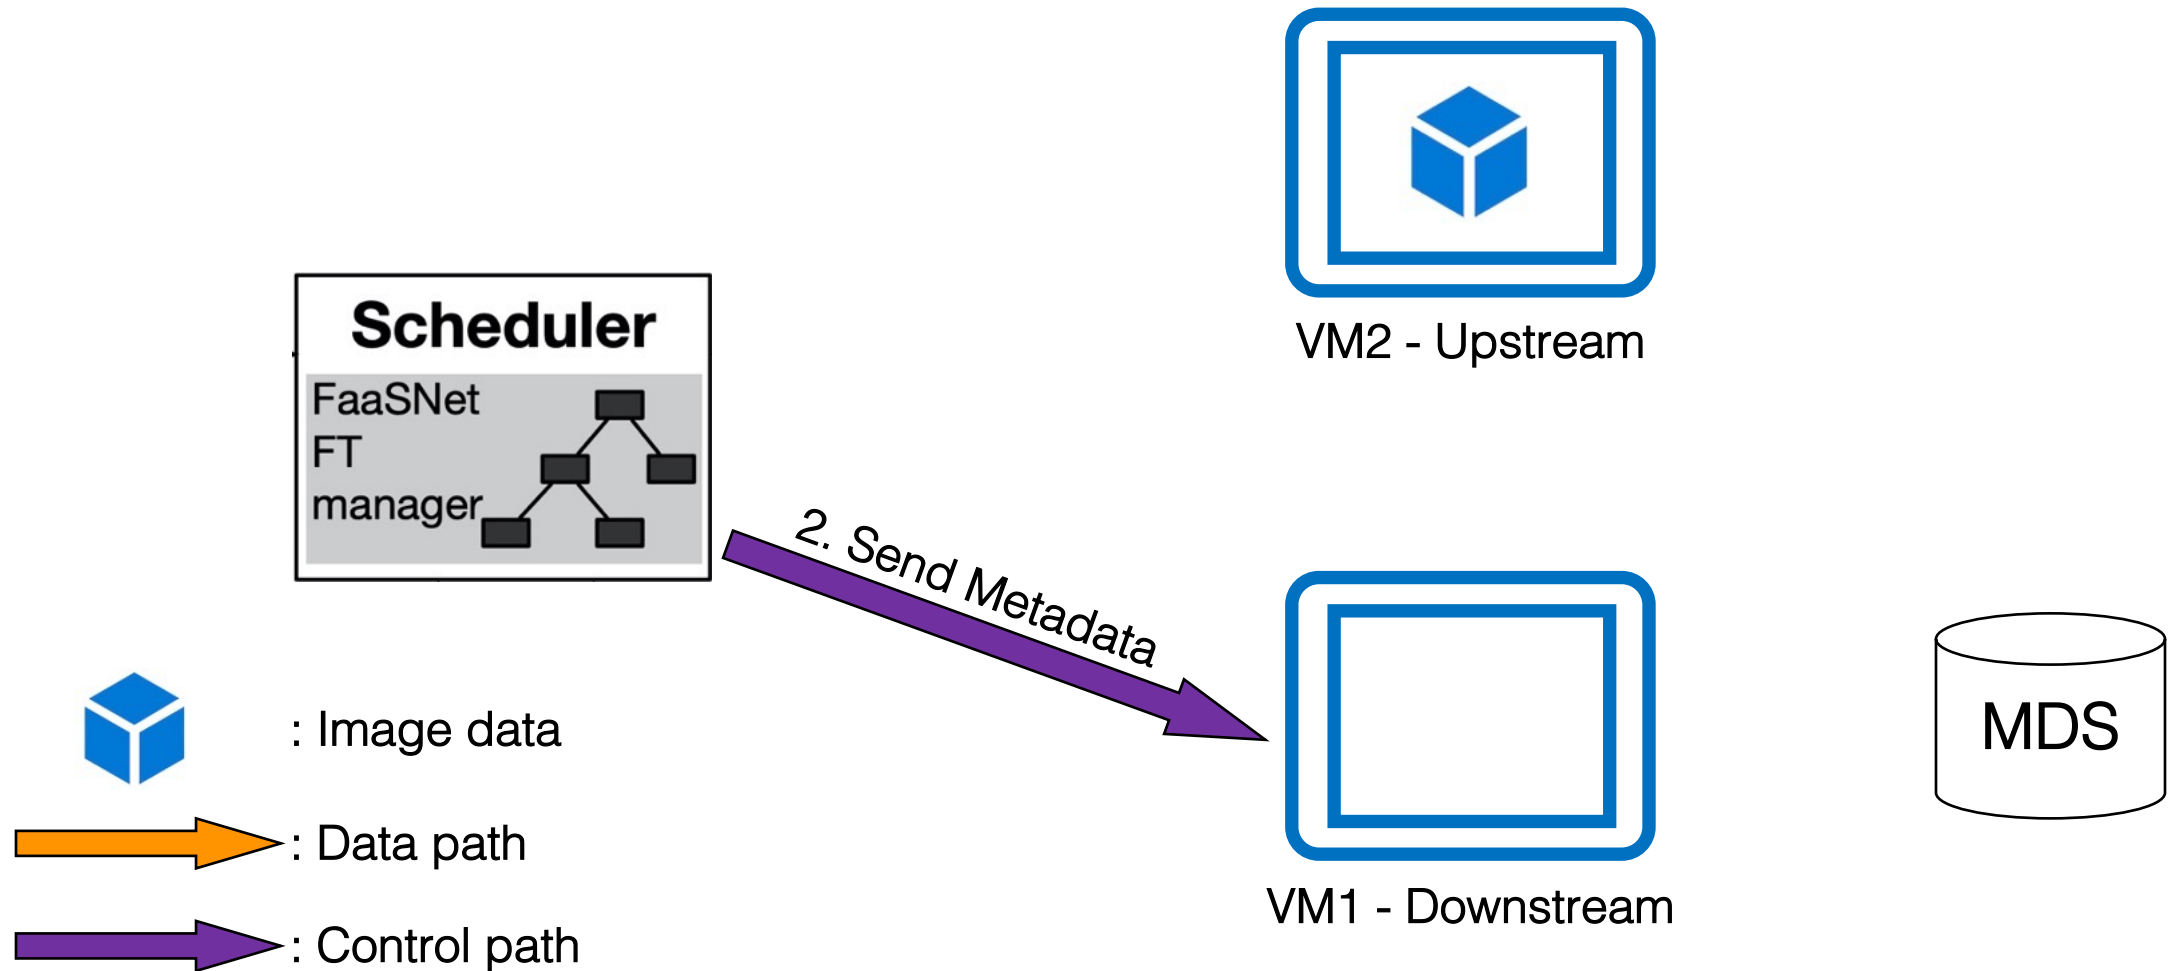 VM2 - Upstream
Scheduler
FaaSNet
FT
manager
2. Send Metadata
MDS
VM1 - Downstream
: Image data
: Data path
: Control path